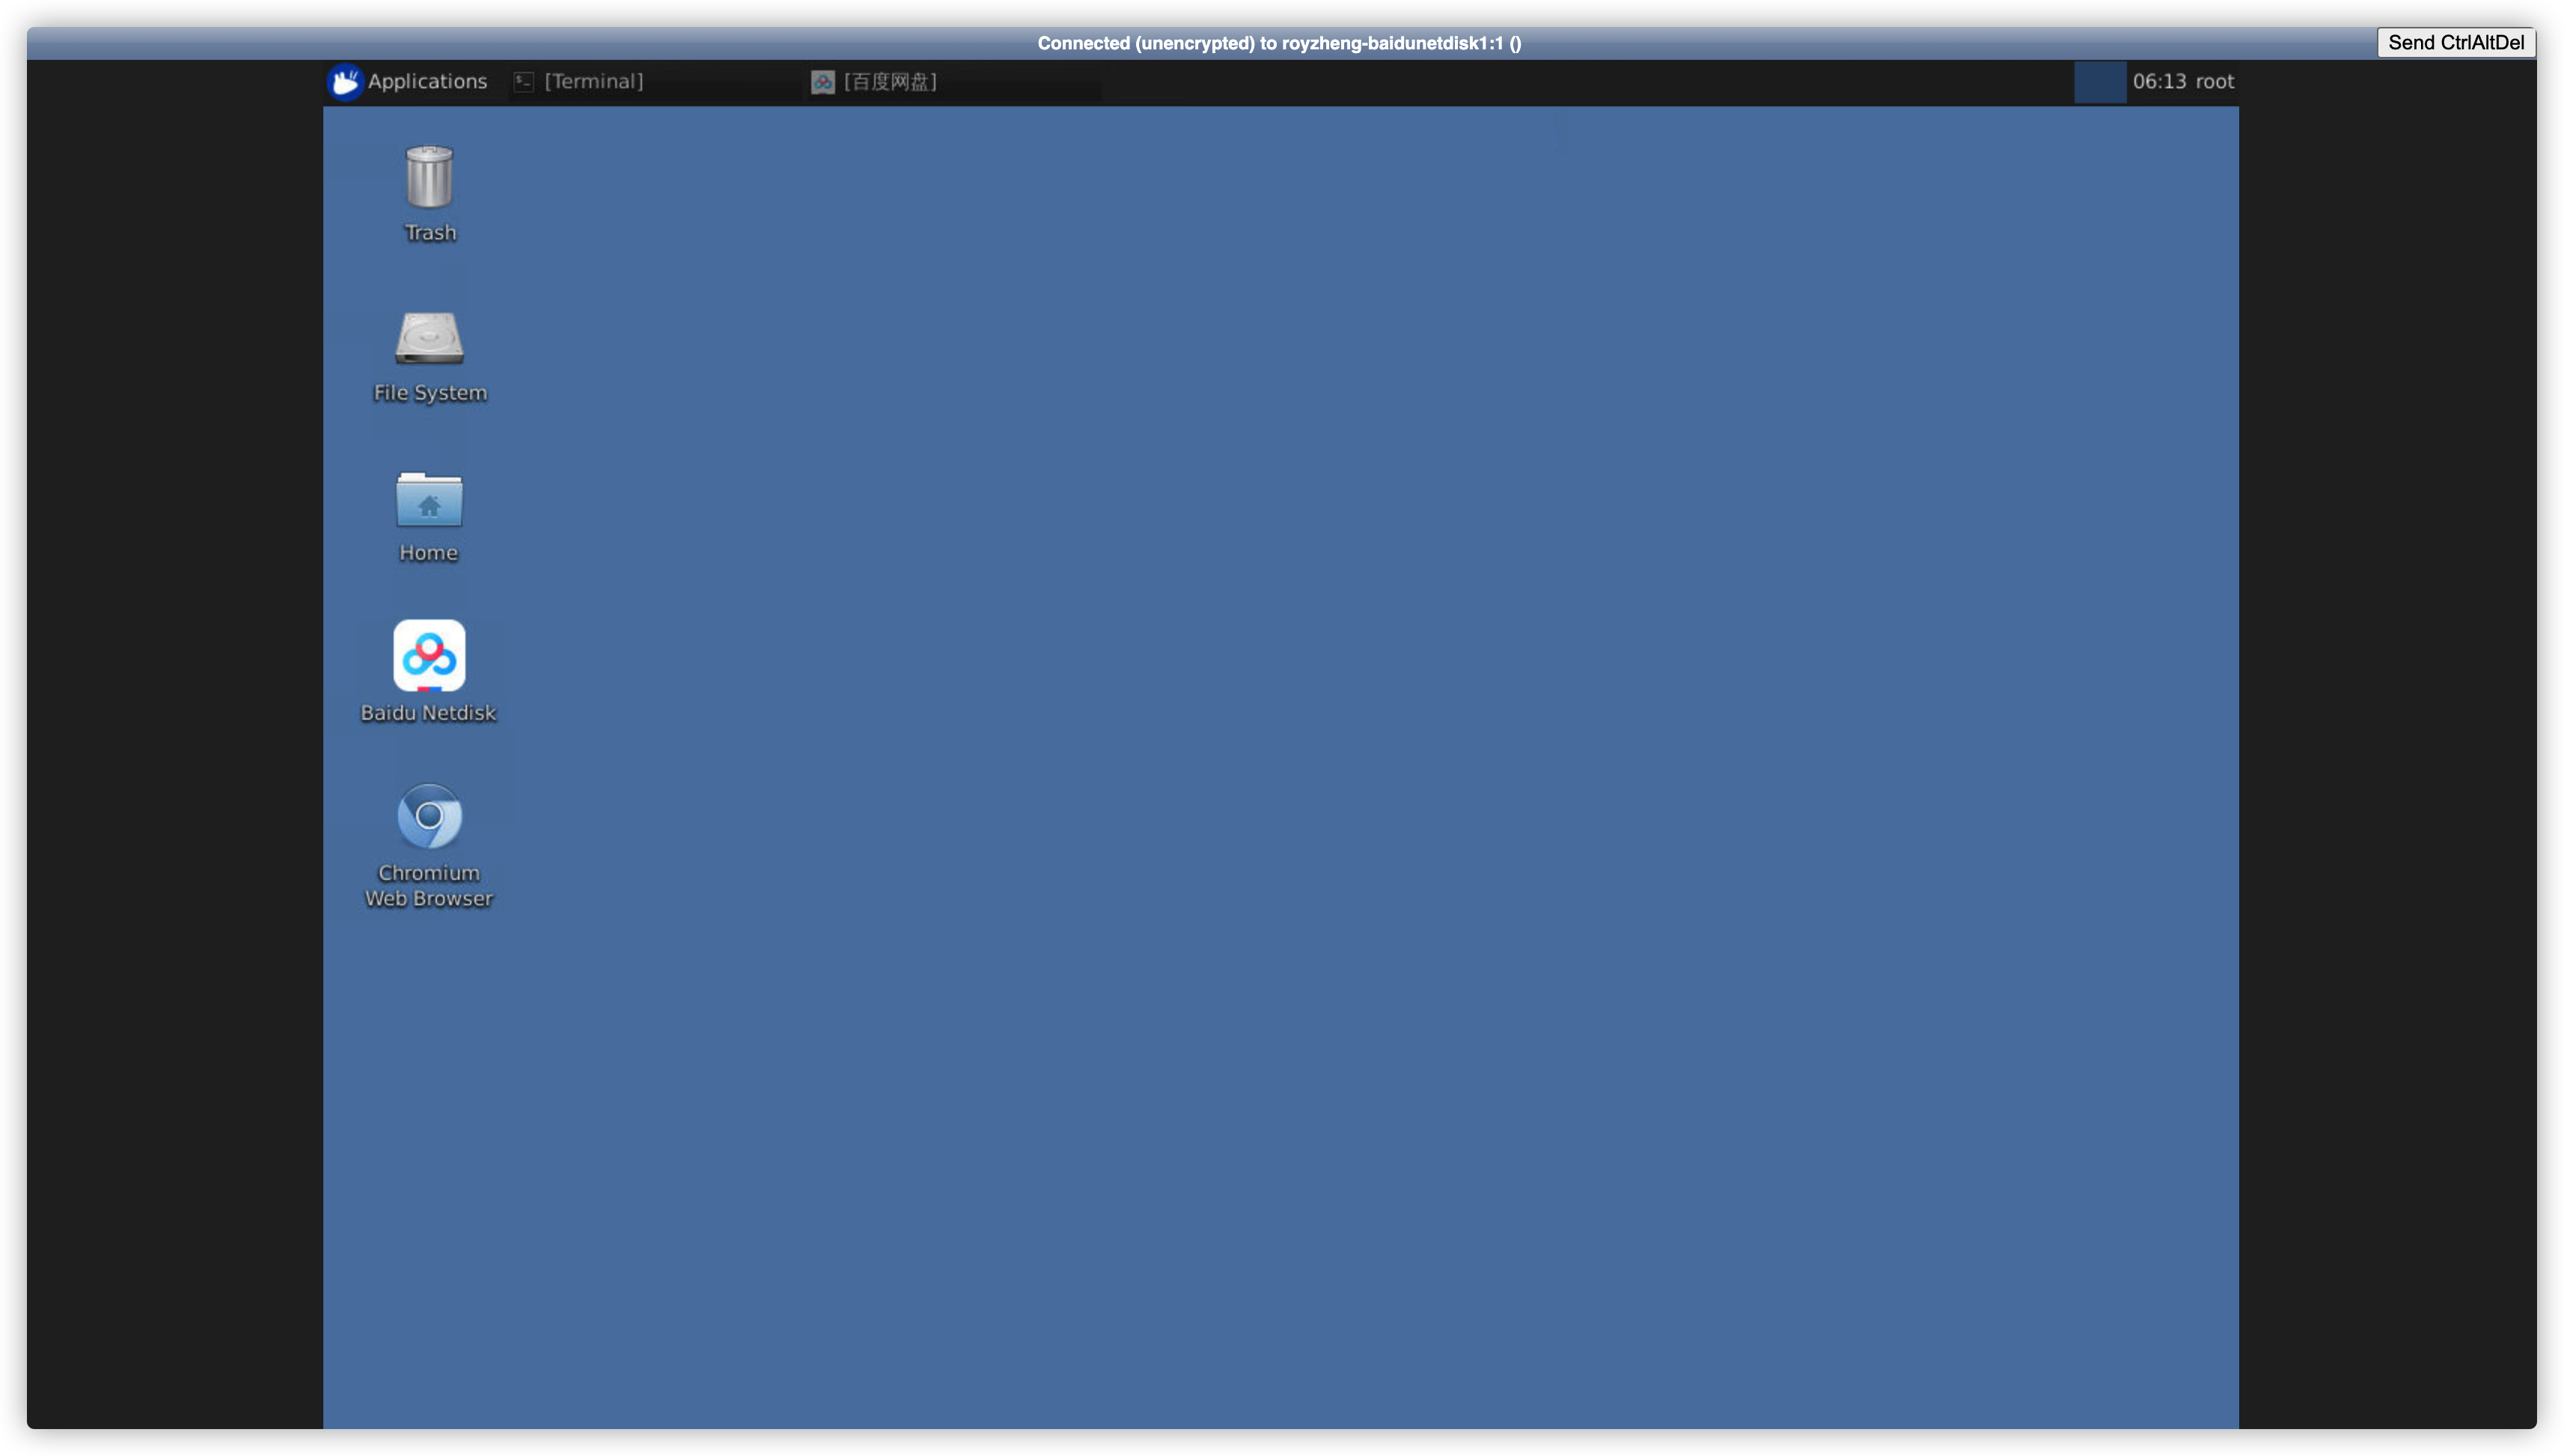 Connected (unencrypted) to royzheng-baidunetdisk1:1 ()
Send CtrlAltDel
Applications
[Terminal]
[百度网盘]
06:13 root
Trash
File System
Home
Baidu Netdisk
Chromium
Web Browser